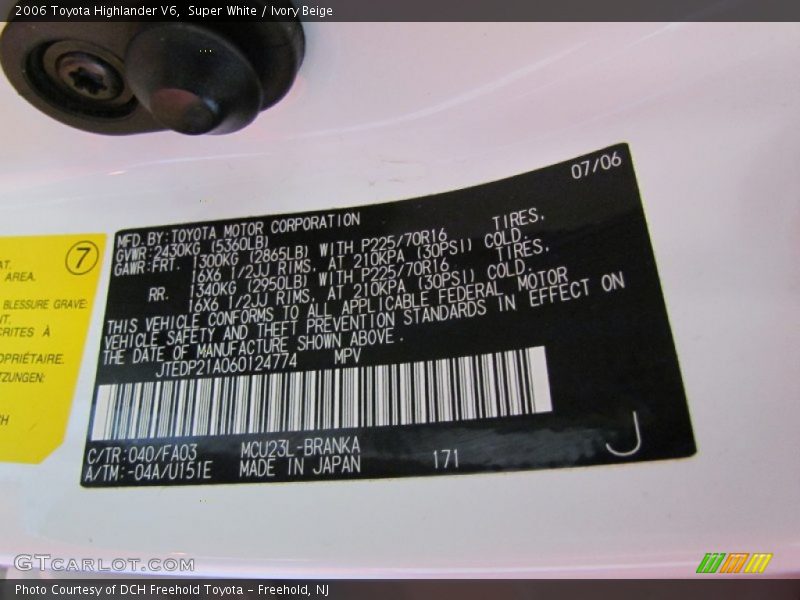 2006 Toyota Highlander V6,  Super White / Ivory Beige
07/06
MFD. BY: TOYOTA MOTOR CORPORATION
GVWR: 2430KG (5360LB)
GAWR: FRT. 1300KG (2865LB) WITH P225/70R16 TIRES.
16X6 1/2JJ RIMS, AT 210KPA (30PSI) COLD.
RR. 1340KG (2950LB) WITH P225/70R16 TIRES.
16X6 1/2JJ RIMS, AT 210KPA (30PSI) COLD.
THIS VEHICLE CONFORMS TO ALL APPLICABLE FEDERAL MOTOR
VEHICLE SAFETY AND THEFT PREVENTION STANDARDS IN EFFECT ON
THE DATE OF MANUFACTURE SHOWN ABOVE.
JTEDP21A060124774 MPV
C/TR: 040/FA03 MCU23L-BRANKA 171 J
A/TM: -04A/U151E MADE IN JAPAN
7
AREA.
BLESSURE GRAVE:
GTCARLOT.COM
Photo Courtesy of DCH Freehold Toyota - Freehold, NJ